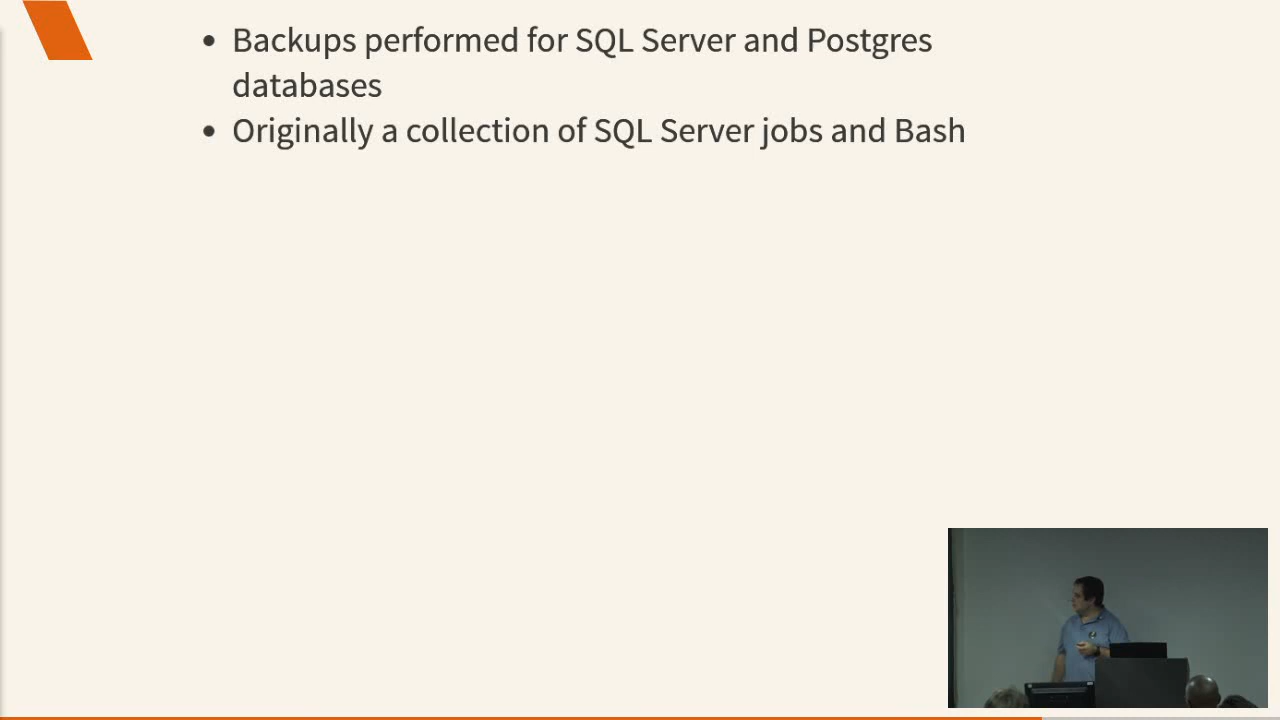 • Backups performed for SQL Server and Postgres
databases
• Originally a collection of SQL Server jobs and Bash